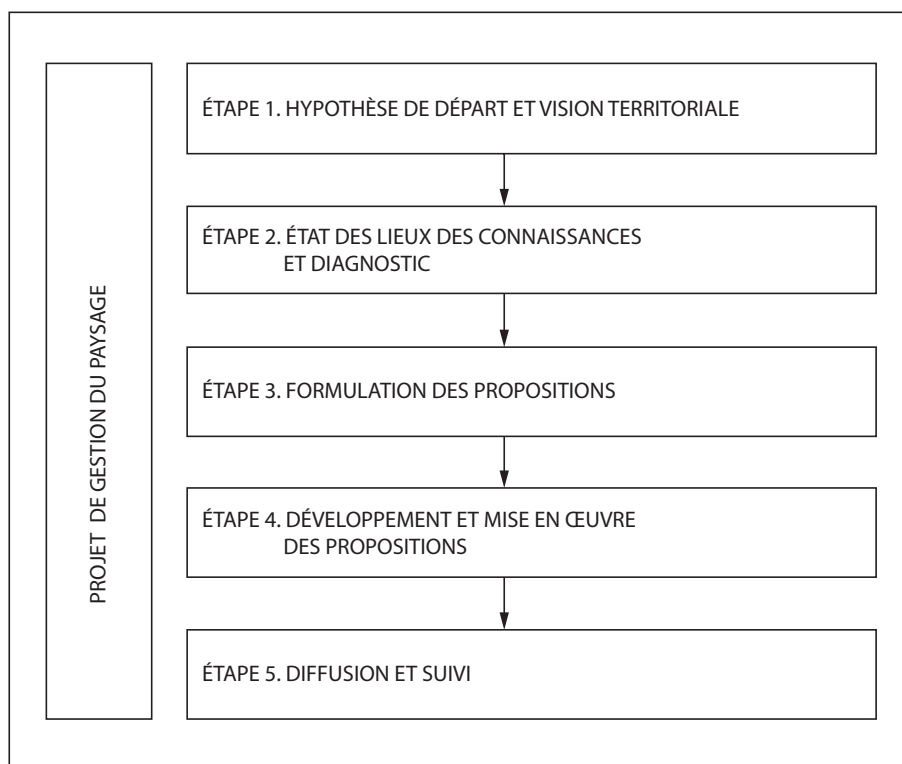 PROJET DE GESTION DU PAYSAGE
ÉTAPE 1. HYPOTHÈSE DE DÉPART ET VISION TERRITORIALE
ÉTAPE 2. ÉTAT DES LIEUX DES CONNAISSANCES
ET DIAGNOSTIC
ÉTAPE 3. FORMULATION DES PROPOSITIONS
ÉTAPE 4. DÉVELOPPEMENT ET MISE EN ŒUVRE
DES PROPOSITIONS
ÉTAPE 5. DIFFUSION ET SUIVI